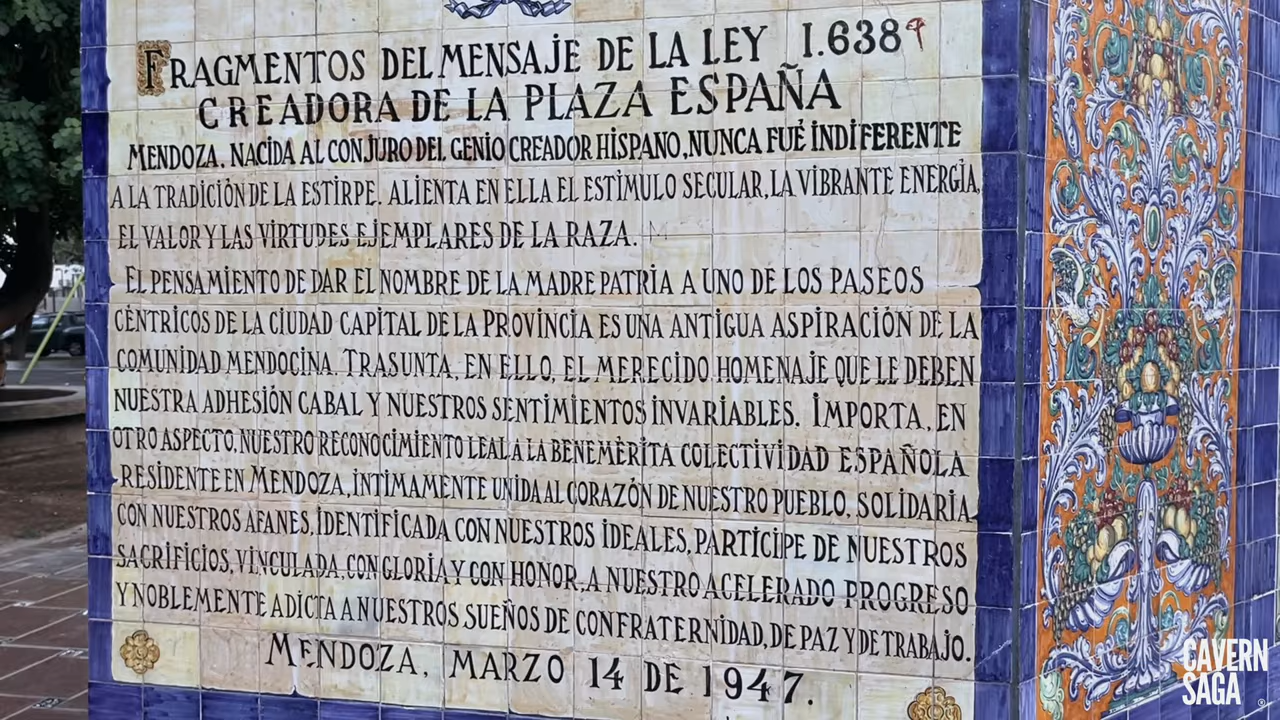 FRAGMENTOS DEL MENSAJE DE LA LEY 1.638
CREADORA DE LA PLAZA ESPAÑA
MENDOZA, NACIDA AL CONJURO DEL GENIO CREADOR HISPANO, NUNCA FUÉ INDIFERENTE
A LA TRADICIÓN DE LA ESTIRPE. ALIENTA EN ELLA EL ESTÍMULO SECULAR, LA VIBRANTE ENERGÍA,
EL VALOR Y LAS VIRTUDES EJEMPLARES DE LA RAZA.
EL PENSAMIENTO DE DAR EL NOMBRE DE LA MADRE PATRIA A UNO DE LOS PASEOS
CÉNTRICOS DE LA CIUDAD CAPITAL DE LA PROVINCIA ES UNA ANTIGUA ASPIRACIÓN DE LA
COMUNIDAD MENDOCINA. TRASUNTA, EN ELLO, EL MERECIDO HOMENAJE QUE LE DEBEN
NUESTRA ADHESIÓN CABAL Y NUESTROS SENTIMIENTOS INVARIABLES. IMPORTA, EN
OTRO ASPECTO, NUESTRO RECONOCIMIENTO LEAL A LA BENEMÉRITA COLECTIVIDAD ESPAÑOLA
RESIDENTE EN MENDOZA, ÍNTIMAMENTE UNIDA AL CORAZÓN DE NUESTRO PUEBLO, SOLIDARIA
CON NUESTROS AFANES, IDENTIFICADA CON NUESTROS IDEALES, PARTÍCIPE DE NUESTROS
SACRIFICIOS, VINCULADA, CON GLORIA Y CON HONOR, A NUESTRO ACELERADO PROGRESO
Y NOBLEMENTE ADICTA A NUESTROS SUEÑOS DE CONFRATERNIDAD, DE PAZ Y DE TRABAJO.
MENDOZA, MARZO 14 DE 1947.
CAVERN
SAGA